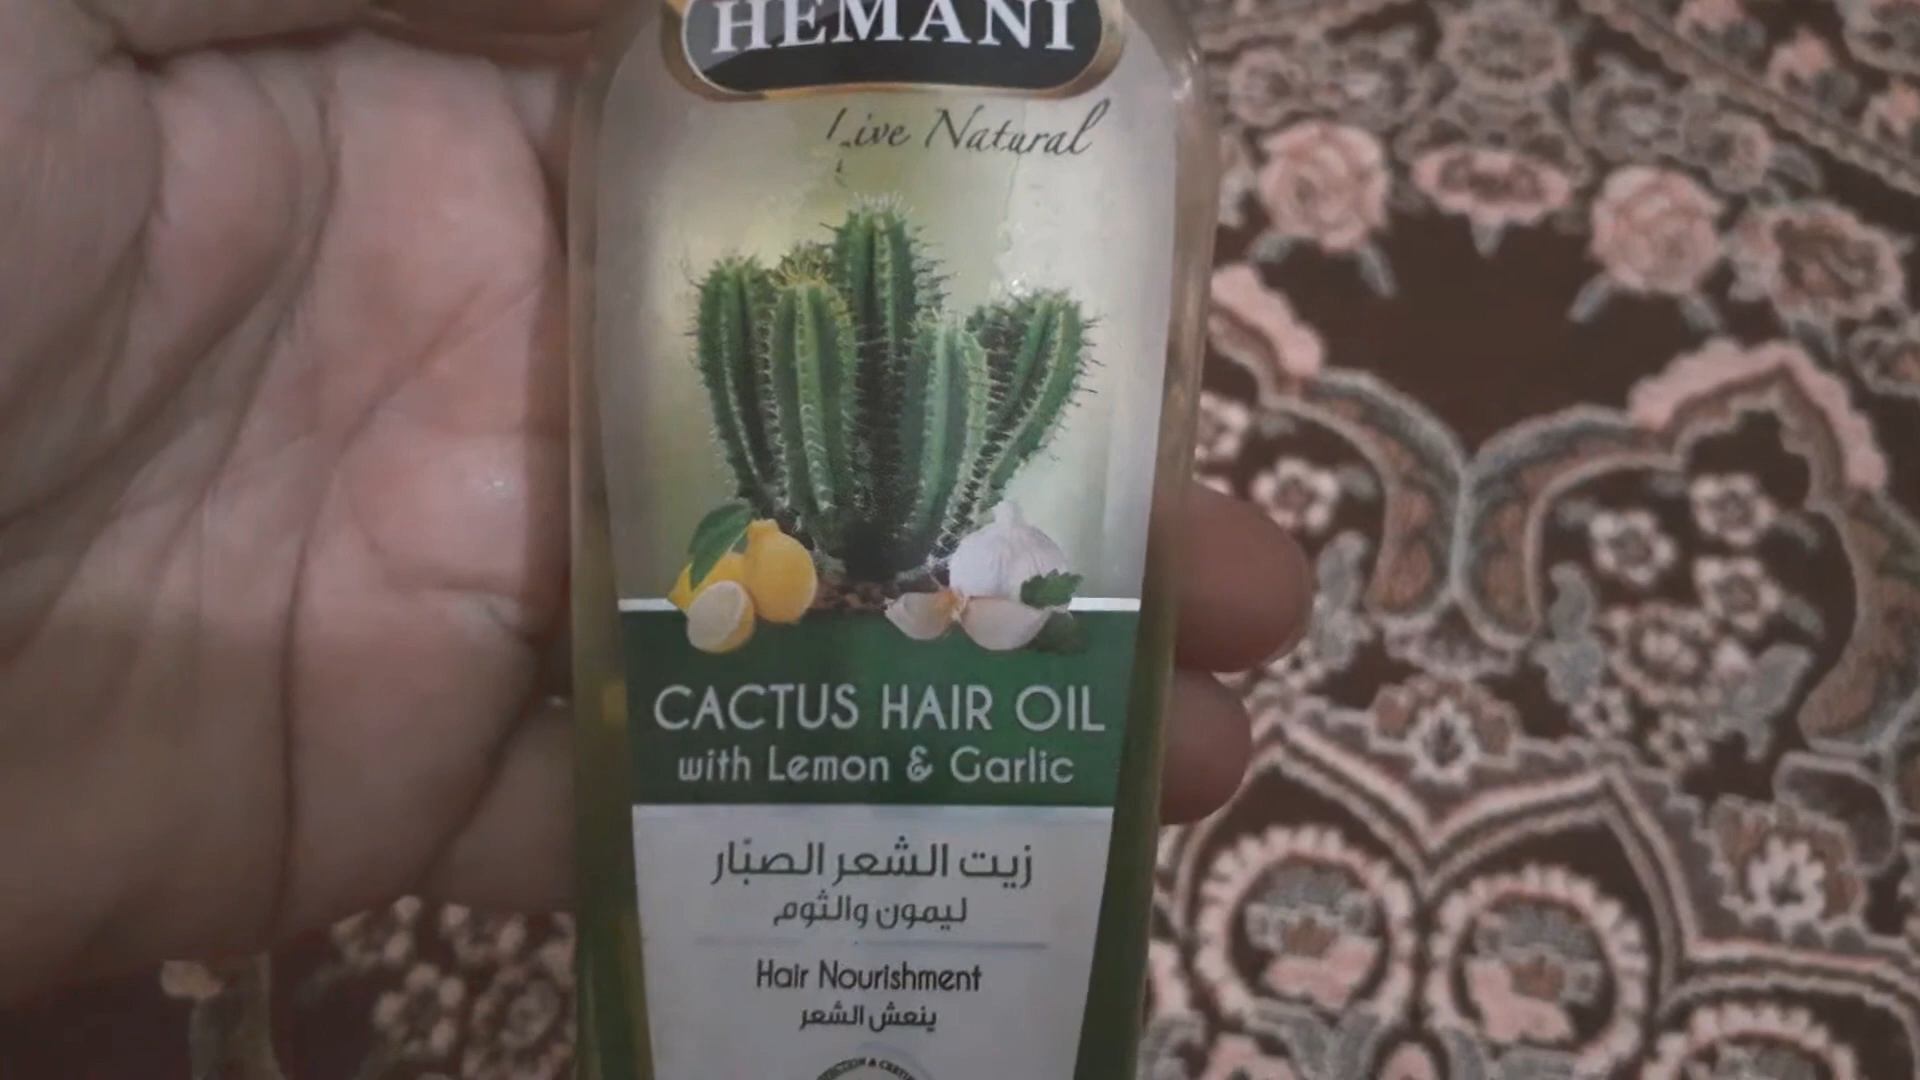 HEMANI
Live Natural
CACTUS HAIR OIL
with Lemon & Garlic
زيت الشعر الصبّار
ليمون والثوم
Hair Nourishment
ينعش الشعر